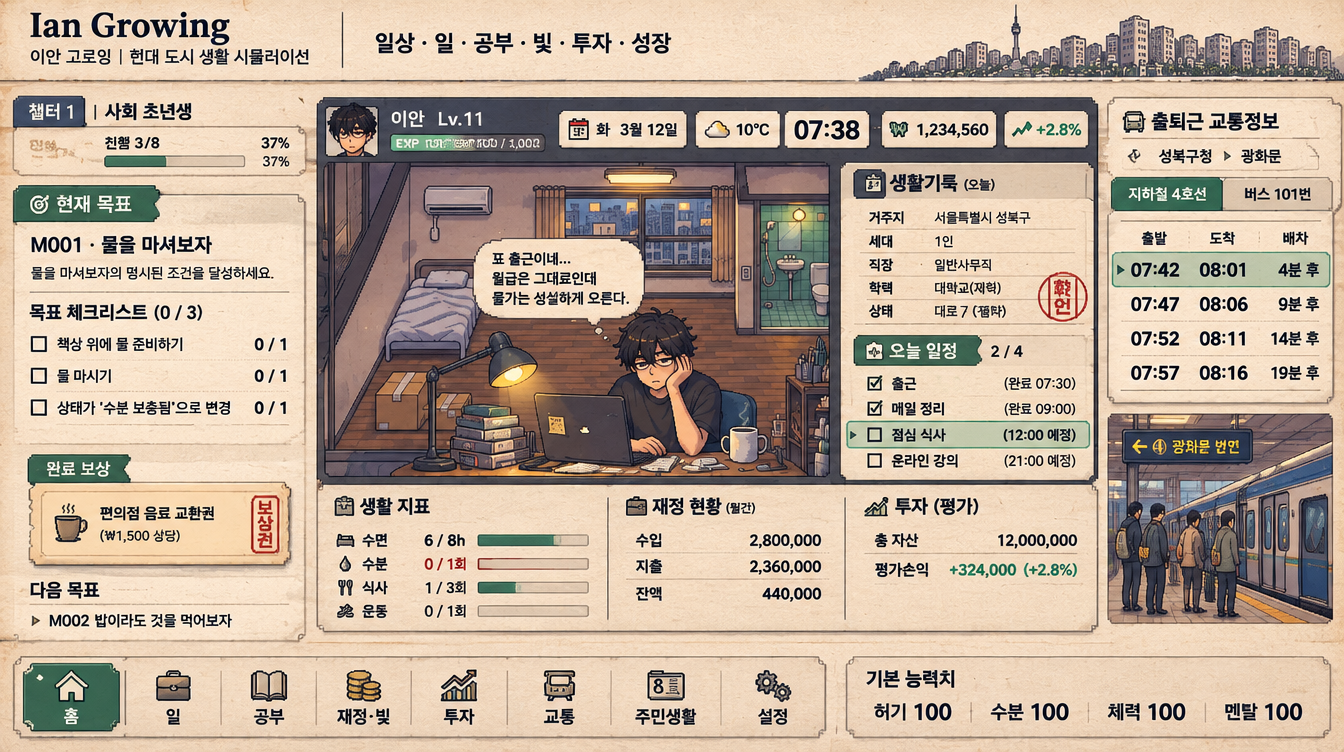 Ian Growing
이안 고로잉 | 현대 도시 생활 시뮬러이션
일상 · 일 · 공부 · 빛 · 투자 · 성장
챕터 1 | 사회 초년생
친행 3/8 37%
37%
현재 목표
M001 · 물을 마셔보자
물을 마셔보자의 명시된 조건을 달성하세요.
목표 체크리스트 (0 / 3)
책상 위에 물 준비하기 0 / 1
물 마시기 0 / 1
상태가 '수분 보충됨'으로 변경 0 / 1
완료 보상
편의점 음료 교환권
(₩1,500 상당)
보상권
다음 목표
M002 밥이라도 것을 먹어보자
이안 Lv.11
EXP
화 3월 12일
10°C
07:38
1,234,560
+2.8%
표 출근이네...
월급은 그대료인데
물가는 성설하게 오른다.
생활기룩 (오늘)
거주지 서울특별시 성북구
세대 1인
직장 일반사무직
학력
상태
오늘 일정 2 / 4
출근 (완료 07:30)
매일 정리 (완료 09:00)
점심 식사 (12:00 예정)
온라인 강의 (21:00 예정)
생활 지표
수면 6 / 8h
수분 0 / 1회
식사 1 / 3회
운동 0 / 1회
재정 현황 (월간)
수입 2,800,000
지출 2,360,000
잔액 440,000
투자 (평가)
총 자산 12,000,000
평가손익 +324,000 (+2.8%)
출퇴근 교통정보
성북구청 ▶ 광화문
지하철 4호선 버스 101번
출발 도착 배차
07:42 08:01 4분 후
07:47 08:06 9분 후
07:52 08:11 14분 후
07:57 08:16 19분 후
← ④
홈
일
공부
재정·빛
투자
교통
8
주민생활
설정
기본 능력치
허기 100
수분 100
체력 100
멘탈 100